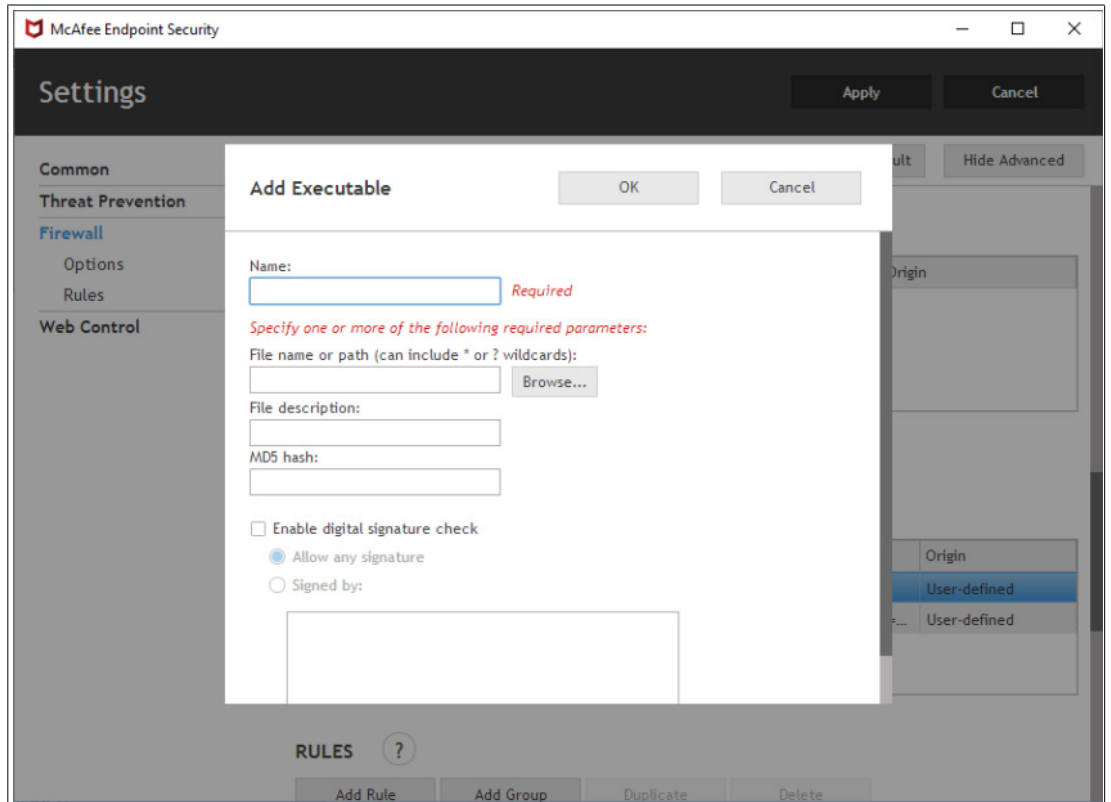 McAfee Endpoint Security
Settings
Apply
Cancel
Common
Threat Prevention
Firewall
Options
Rules
Web Control
ult
Hide Advanced
Add Executable
OK
Cancel
Name:
Required
Specify one or more of the following required parameters:
File name or path (can include * or ? wildcards):
Browse...
File description:
MD5 hash:
Enable digital signature check
Allow any signature
Signed by:
Origin
Origin
User-defined
=... User-defined
RULES ?
Add Rule
Add Group
Duplicate
Delete